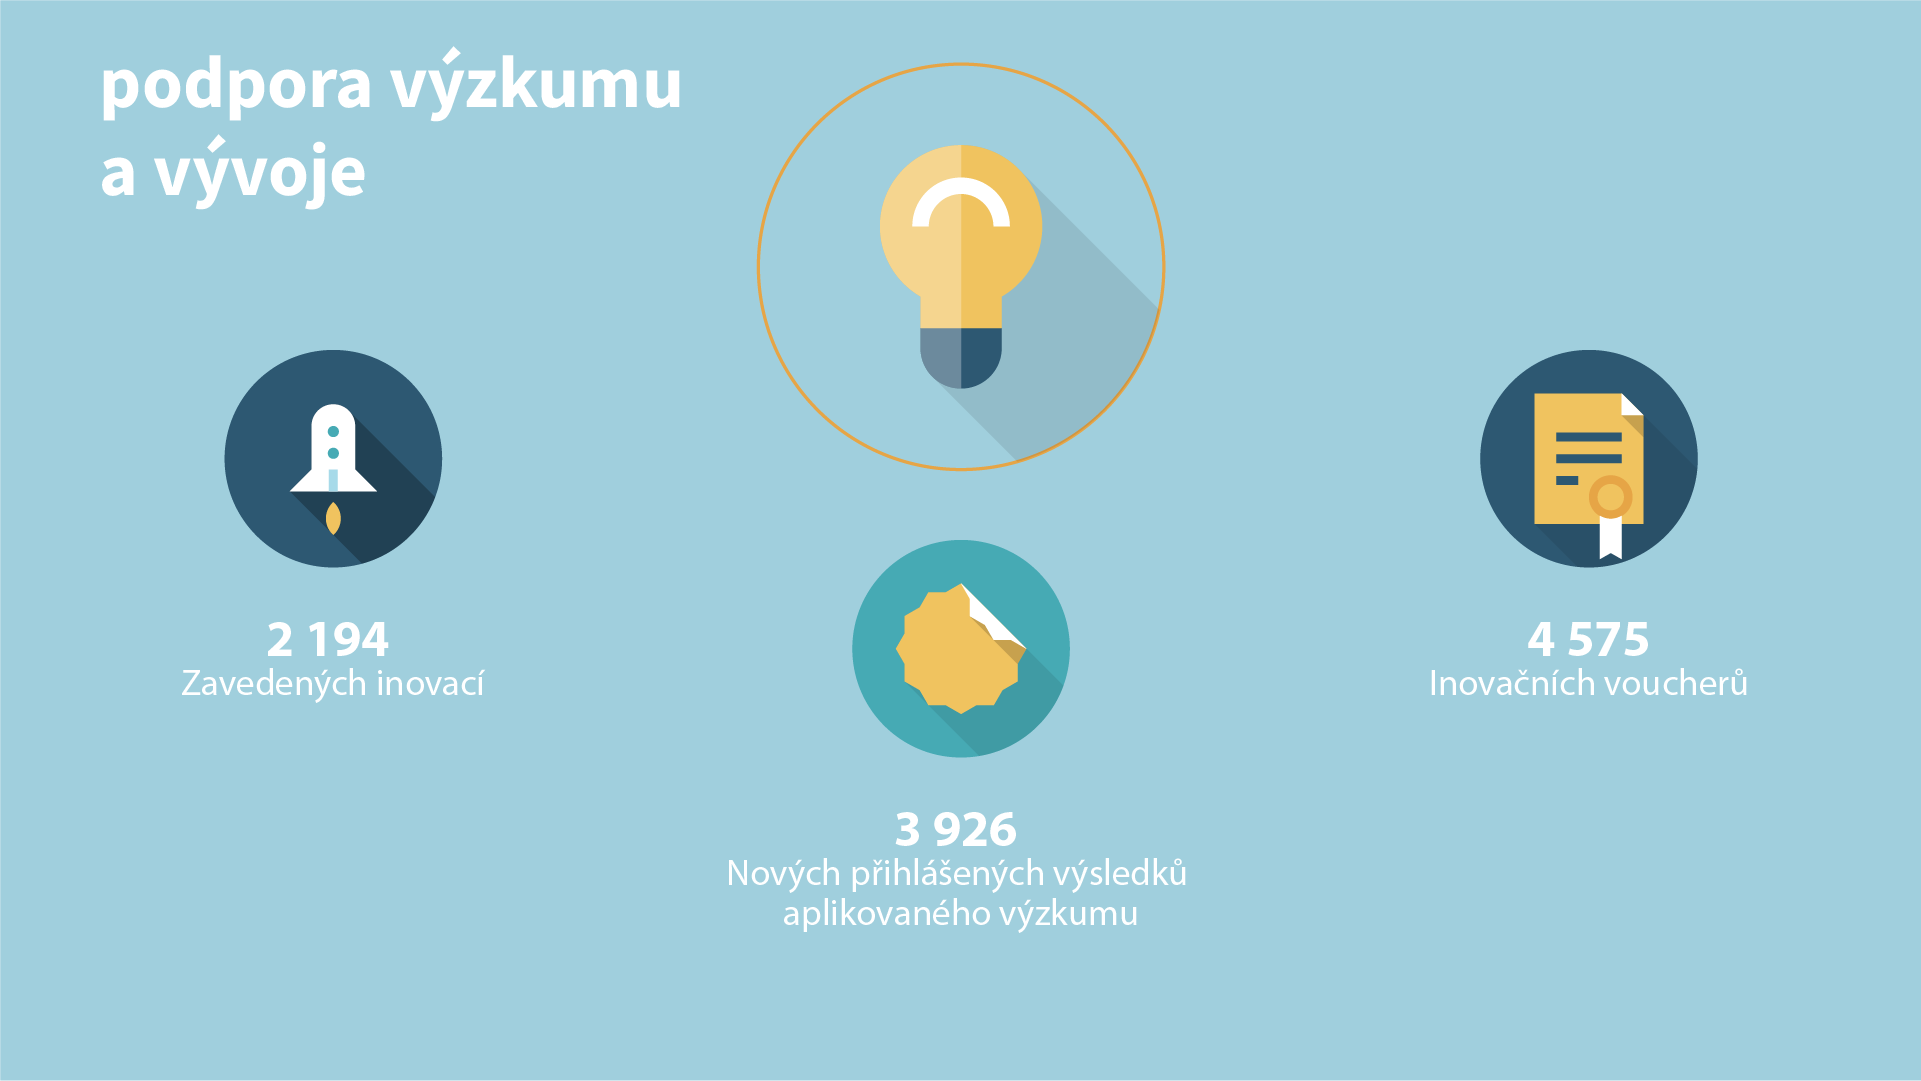 podpora výzkumu
a vývoje
2 194
Zavedených inovací
3 926
Nových přihlášených výsledků
aplikovaného výzkumu
4 575
Inovačních voucherů